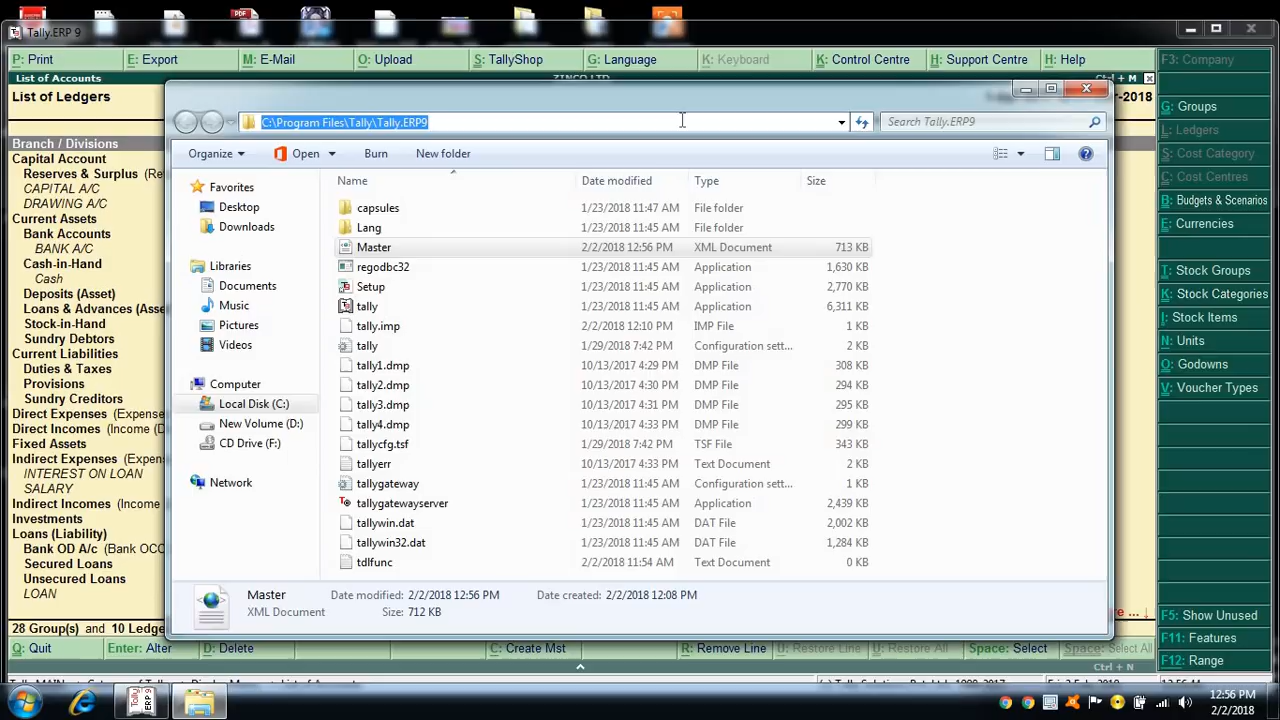 Tally.ERP 9
P: Print
E: Export
M: E-Mail
O: Upload
S: TallyShop
G: Language
K: Keyboard
K: Control Centre
H: Support Centre
H: Help
F3: Company
List of Accounts
ZINCO LTD
Ctrl + M
List of Ledgers
-2018
Branch / Divisions
Capital Account
Reserves & Surplus (Re
CAPITAL A/C
DRAWING A/C
Current Assets
Bank Accounts
BANK A/C
Cash-in-Hand
Cash
Deposits (Asset)
Loans & Advances (Asse
Stock-in-Hand
Sundry Debtors
Current Liabilities
Duties & Taxes
Provisions
Sundry Creditors
Direct Expenses (Expen
Direct Incomes (Income (D
Fixed Assets
Indirect Expenses (Expen
INTEREST ON LOAN
SALARY
Indirect Incomes (Income
Investments
Loans (Liability)
Bank OD A/c (Bank OCC
Secured Loans
Unsecured Loans
LOAN
28 Group(s) and 10 Ledge
C:\Program Files\Tally\Tally.ERP9
Search Tally.ERP9
Organize
Open
Burn
New folder
Favorites
Desktop
Downloads
Libraries
Documents
Music
Pictures
Videos
Computer
Local Disk (C:)
New Volume (D:)
CD Drive (F:)
Network
Name Date modified Type Size
capsules 1/23/2018 11:47 AM File folder
Lang 1/23/2018 11:45 AM File folder
Master 2/2/2018 12:56 PM XML Document 713 KB
regodbc32 1/23/2018 11:45 AM Application 1,630 KB
Setup 1/23/2018 11:45 AM Application 2,770 KB
tally 1/23/2018 11:45 AM Application 6,311 KB
tally.imp 2/2/2018 12:10 PM IMP File 1 KB
tally 1/29/2018 7:42 PM Configuration sett... 2 KB
tally1.dmp 10/13/2017 4:29 PM DMP File 308 KB
tally2.dmp 10/13/2017 4:30 PM DMP File 294 KB
tally3.dmp 10/13/2017 4:31 PM DMP File 295 KB
tally4.dmp 10/13/2017 4:33 PM DMP File 299 KB
tallycfg.tsf 1/29/2018 7:42 PM TSF File 343 KB
tallyerr 10/13/2017 4:33 PM Text Document 2 KB
tallygateway 1/23/2018 11:45 AM Configuration sett... 1 KB
tallygatewayserver 1/23/2018 11:45 AM Application 2,439 KB
tallywin.dat 1/23/2018 11:45 AM DAT File 2,002 KB
tallywin32.dat 1/23/2018 11:45 AM DAT File 1,284 KB
tdlfunc 2/2/2018 11:54 AM Text Document 0 KB
Master Date modified: 2/2/2018 12:56 PM Date created: 2/2/2018 12:08 PM
XML Document Size: 712 KB
G: Groups
L: Ledgers
S: Cost Category
C: Cost Centres
B: Budgets & Scenarios
E: Currencies
T: Stock Groups
K: Stock Categories
I: Stock Items
N: Units
O: Godowns
V: Voucher Types
F5: Show Unused
F11: Features
F12: Range
Q: Quit
Enter: Alter
D: Delete
C: Create Mst
R: Remove Line
U: Restore Line
U: Restore All
Space: Select
Space: Select All
Ctrl + N
12:56 PM
2/2/2018